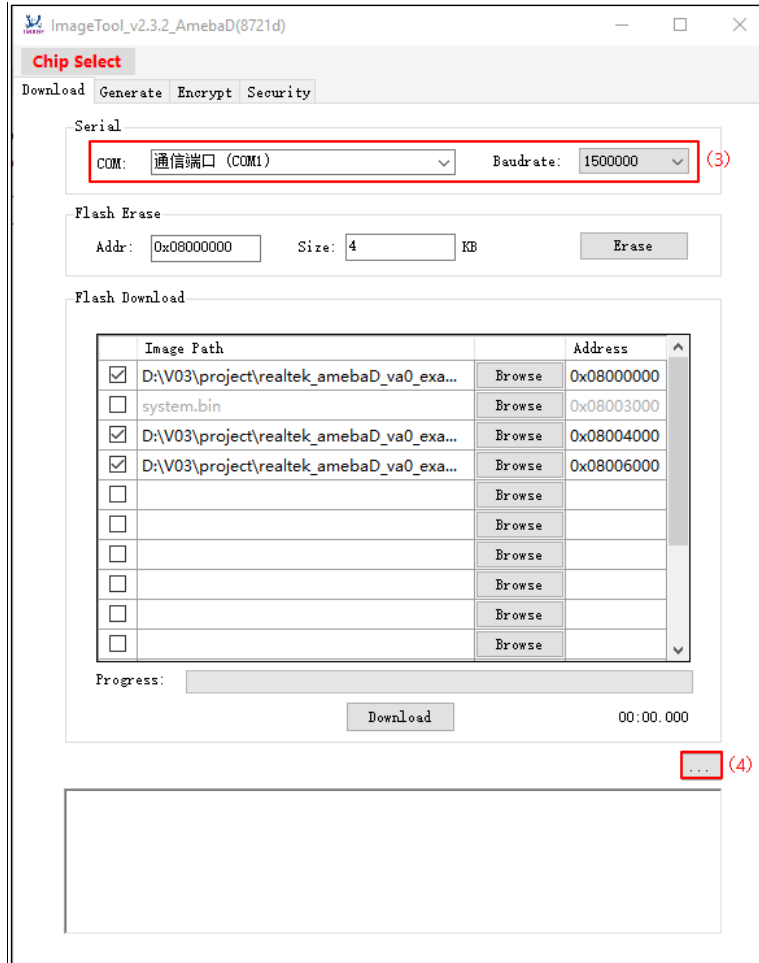 ImageTool_v2.3.2_AmebaD(8721d)
Chip Select
Download Generate Encrypt Security
Serial
COM: 通信端口 (COM1) Baudrate: 1500000 (3)
Flash Erase
Addr: 0x08000000 Size: 4 KB Erase
Flash Download
Image Path Address
D:\V03\project\realtek_amebaD_va0_exa... Browse 0x08000000
system.bin Browse 0x08003000
D:\V03\project\realtek_amebaD_va0_exa... Browse 0x08004000
D:\V03\project\realtek_amebaD_va0_exa... Browse 0x08006000
Browse
Browse
Browse
Browse
Browse
Browse
Progress:
Download 00:00.000
... (4)